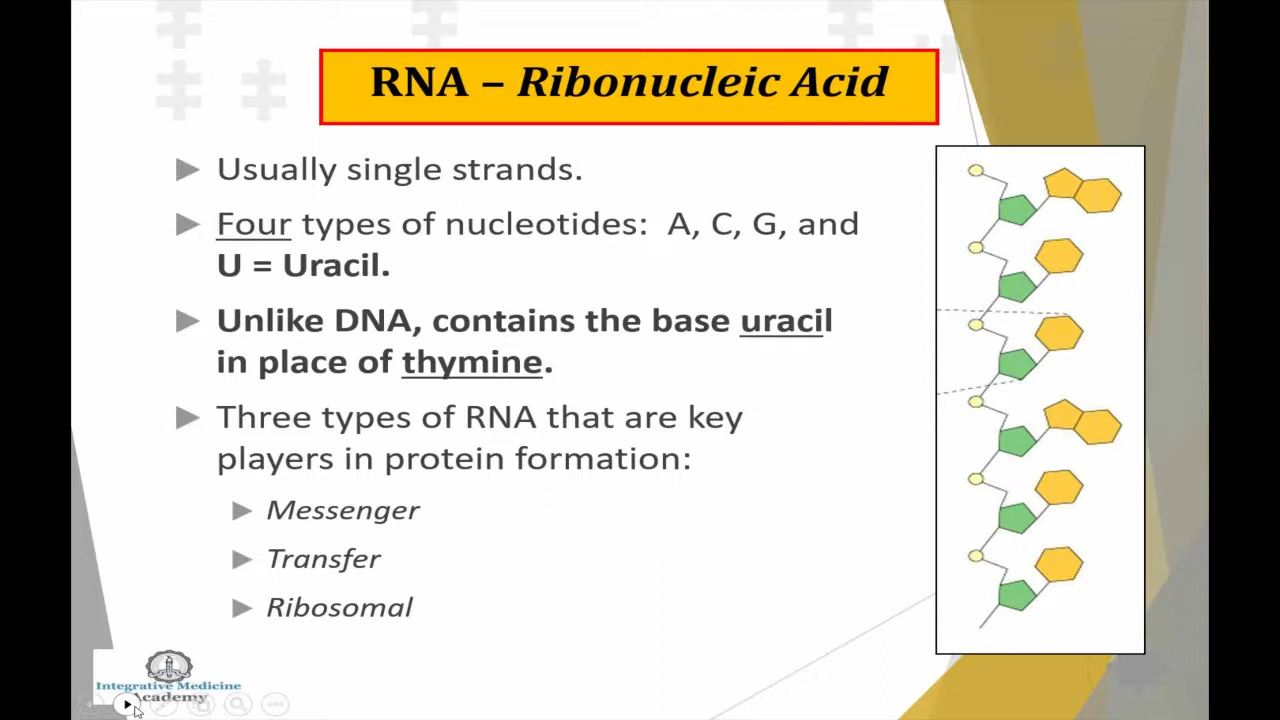 RNA – Ribonucleic Acid
Usually single strands.
Four types of nucleotides: A, C, G, and
U = Uracil.
Unlike DNA, contains the base uracil
in place of thymine.
Three types of RNA that are key
players in protein formation:
Messenger
Transfer
Ribosomal
Integrative Medicine
Academy